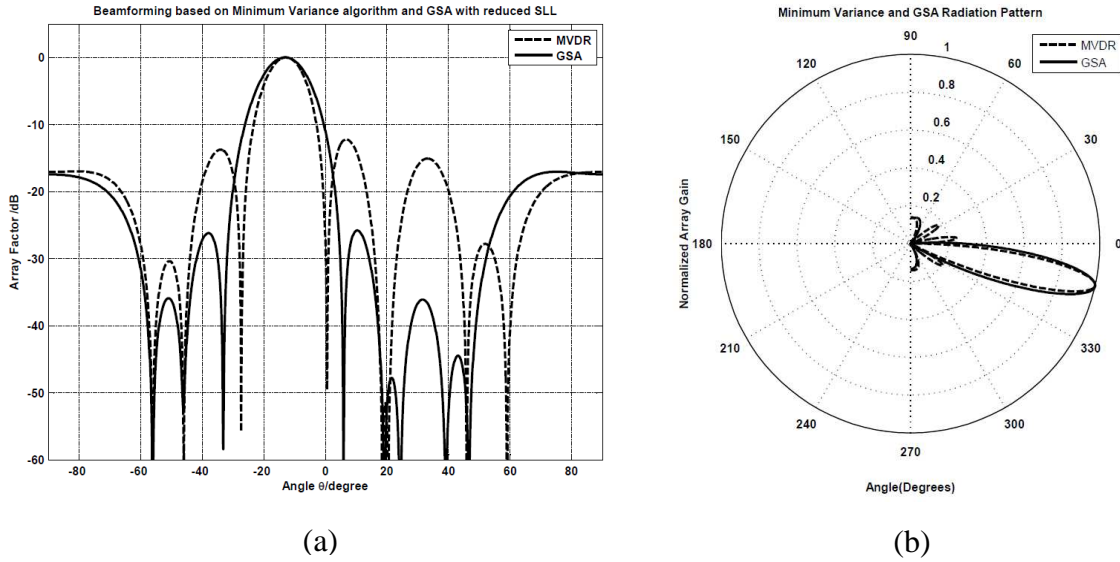 Beamforming based on Minimum Variance algorithm and GSA with reduced SLL
MVDR
GSA
0
-10
-20
-30
-40
-50
-60
Array Factor /dB
-80
-60
-40
-20
0
20
40
60
80
Angle θ/degree
(a)
Minimum Variance and GSA Radiation Pattern
MVDR
GSA
90
1
120
60
0.8
0.6
150
30
0.4
0.2
Normalized Array Gain
180
0
210
330
240
300
270
Angle(Degrees)
(b)